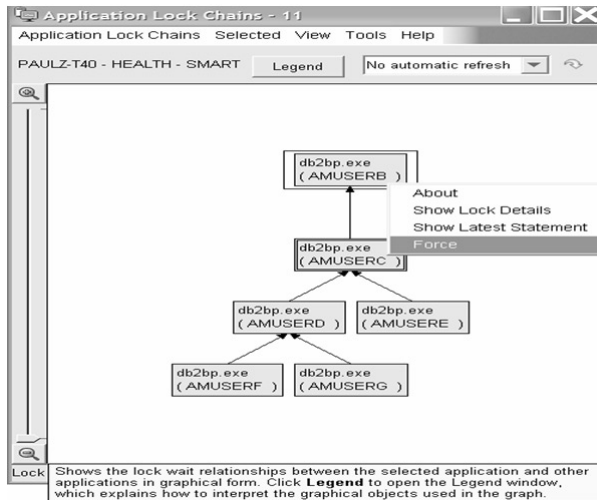 Application Lock Chains - 11
Application Lock Chains Selected View Tools Help
PAULZ-T40 - HEALTH - SMART Legend No automatic refresh
db2bp.exe
( AMUSERB )
About
Show Lock Details
Show Latest Statement
Force
db2bp.exe
( AMUSERC )
db2bp.exe
( AMUSERD )
db2bp.exe
( AMUSERE )
db2bp.exe
( AMUSERF )
db2bp.exe
( AMUSERG )
Lock
Shows the lock wait relationships between the selected application and other
applications in graphical form. Click Legend to open the Legend window,
which explains how to interpret the graphical objects used in the graph.